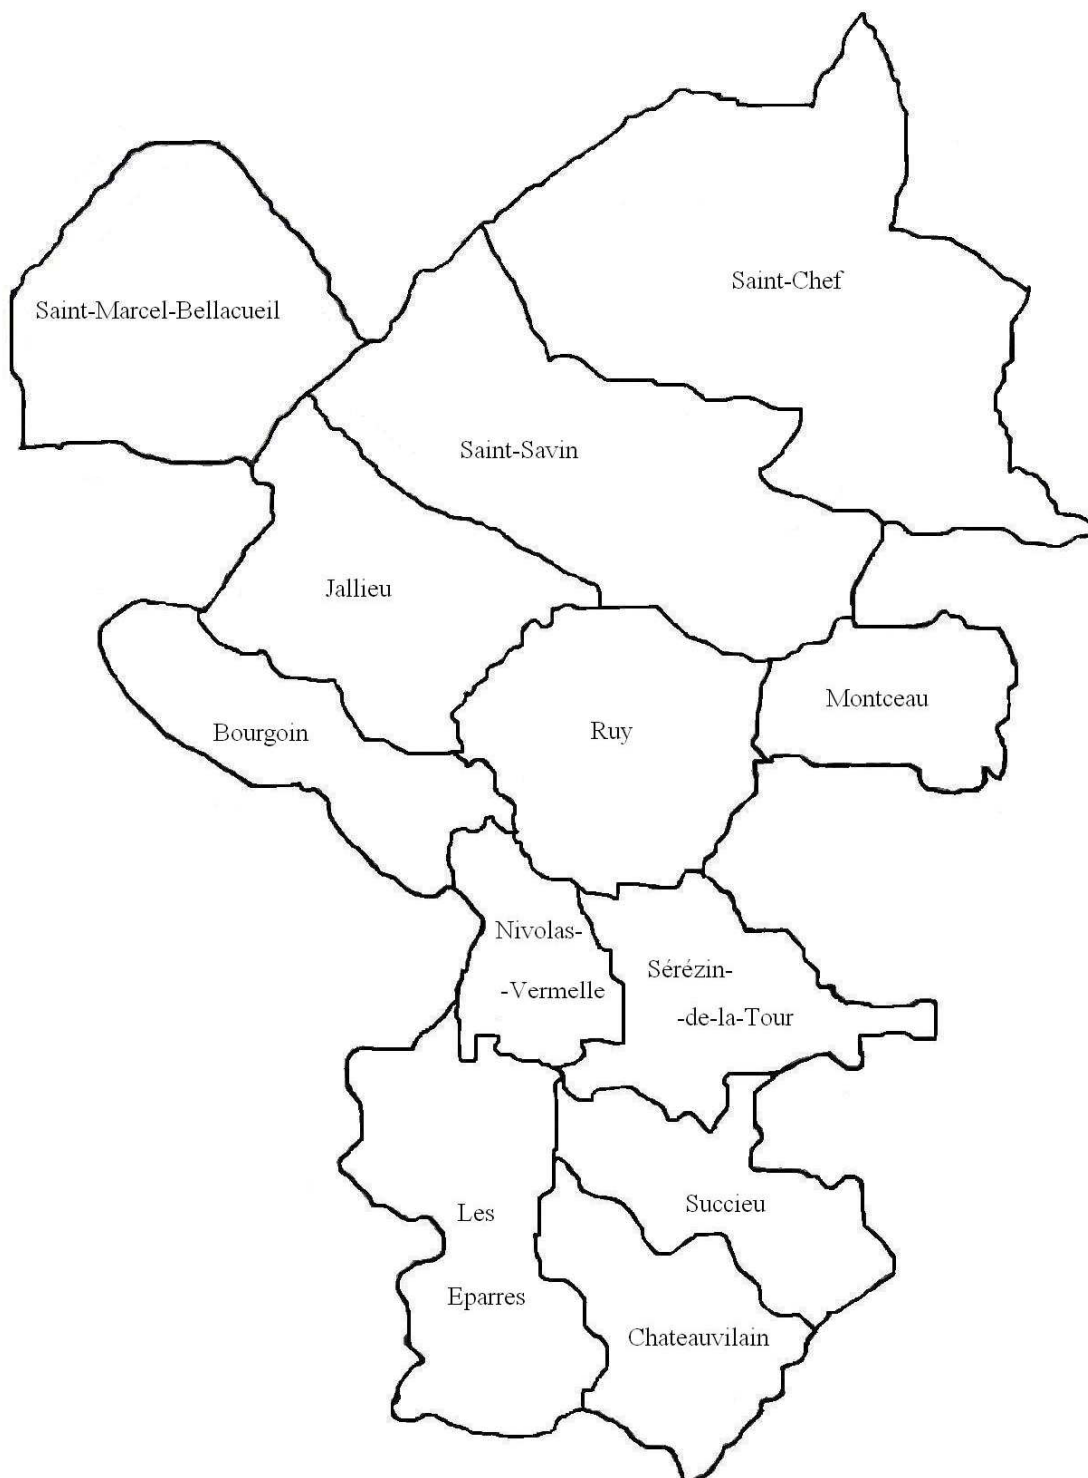 Saint-Chef
Saint-Marcel-Bellacueil
Saint-Savin
Jallieu
Montceau
Bourgoin
Ruy
Nivolas-
-Vermelle
Sérézin-
-de-la-Tour
Les
Eparres
Succieu
Chateauvilain